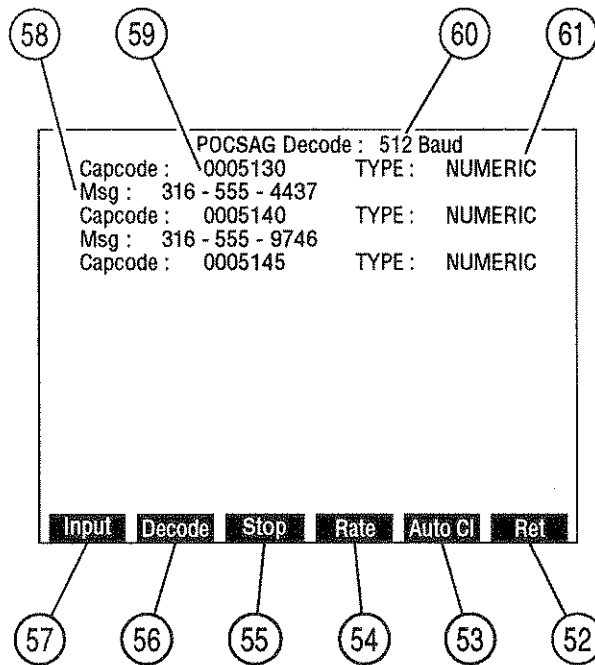 58 59 60 61
POCSAG Decode : 512 Baud
Capcode : 0005130 TYPE : NUMERIC
Msg : 316 - 555 - 4437
Capcode : 0005140 TYPE : NUMERIC
Msg : 316 - 555 - 9746
Capcode : 0005145 TYPE : NUMERIC
Input Decode Stop Rate Auto Cl Ret
57 56 55 54 53 52